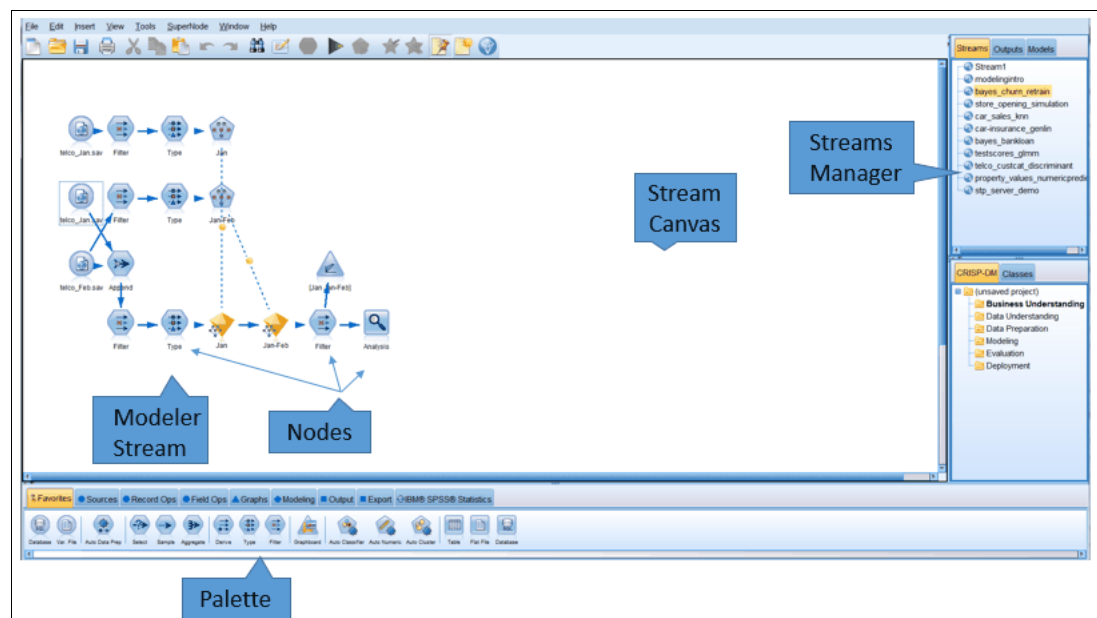 File Edit Insert View Tools SuperNode Window Help
Streams Outputs Models
Stream1
modelingintro
bayes_churn_retrain
store_opening_simulation
car_sales_knn
car-insurance_genlin
bayes_bankloan
testscores_glmm
telco_custcat_discriminant
property_values_numericpredi
stp_server_demo
Streams
Manager
Stream
Canvas
telco_Jan.sav Filter Type Jan
telco_Jan.sav Filter Type Jan-Feb
telco_Feb.sav Append
Filter Type Jan Jan-Feb Filter Analysis
CRISP-DM Classes
(unsaved project)
Business Understanding
Data Understanding
Data Preparation
Modeling
Evaluation
Deployment
Modeler
Stream
Nodes
Favorites Sources Record Ops Field Ops Graphs Modeling Output Export IBM® SPSS® Statistics
Database Var. File Auto Data Prep Select Sample Aggregate Derive Type Filter Graphboard Auto Classifier Auto Numeric Auto Cluster Table Flat File Database
Palette